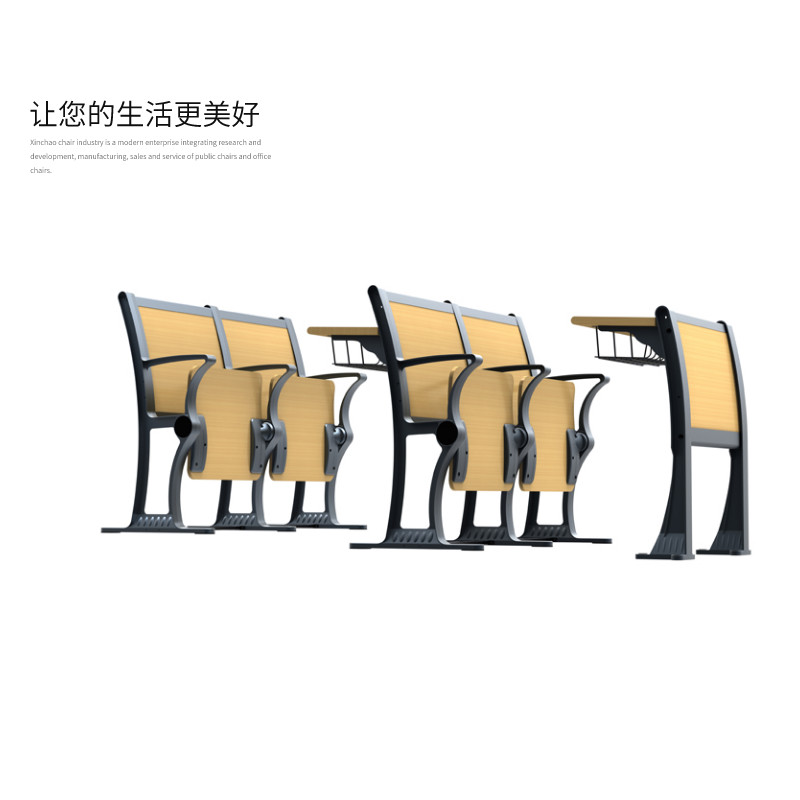 让您的生活更美好
Xinchao chair industry is a modern enterprise integrating research and
development, manufacturing, sales and service of public chairs and office
chairs.